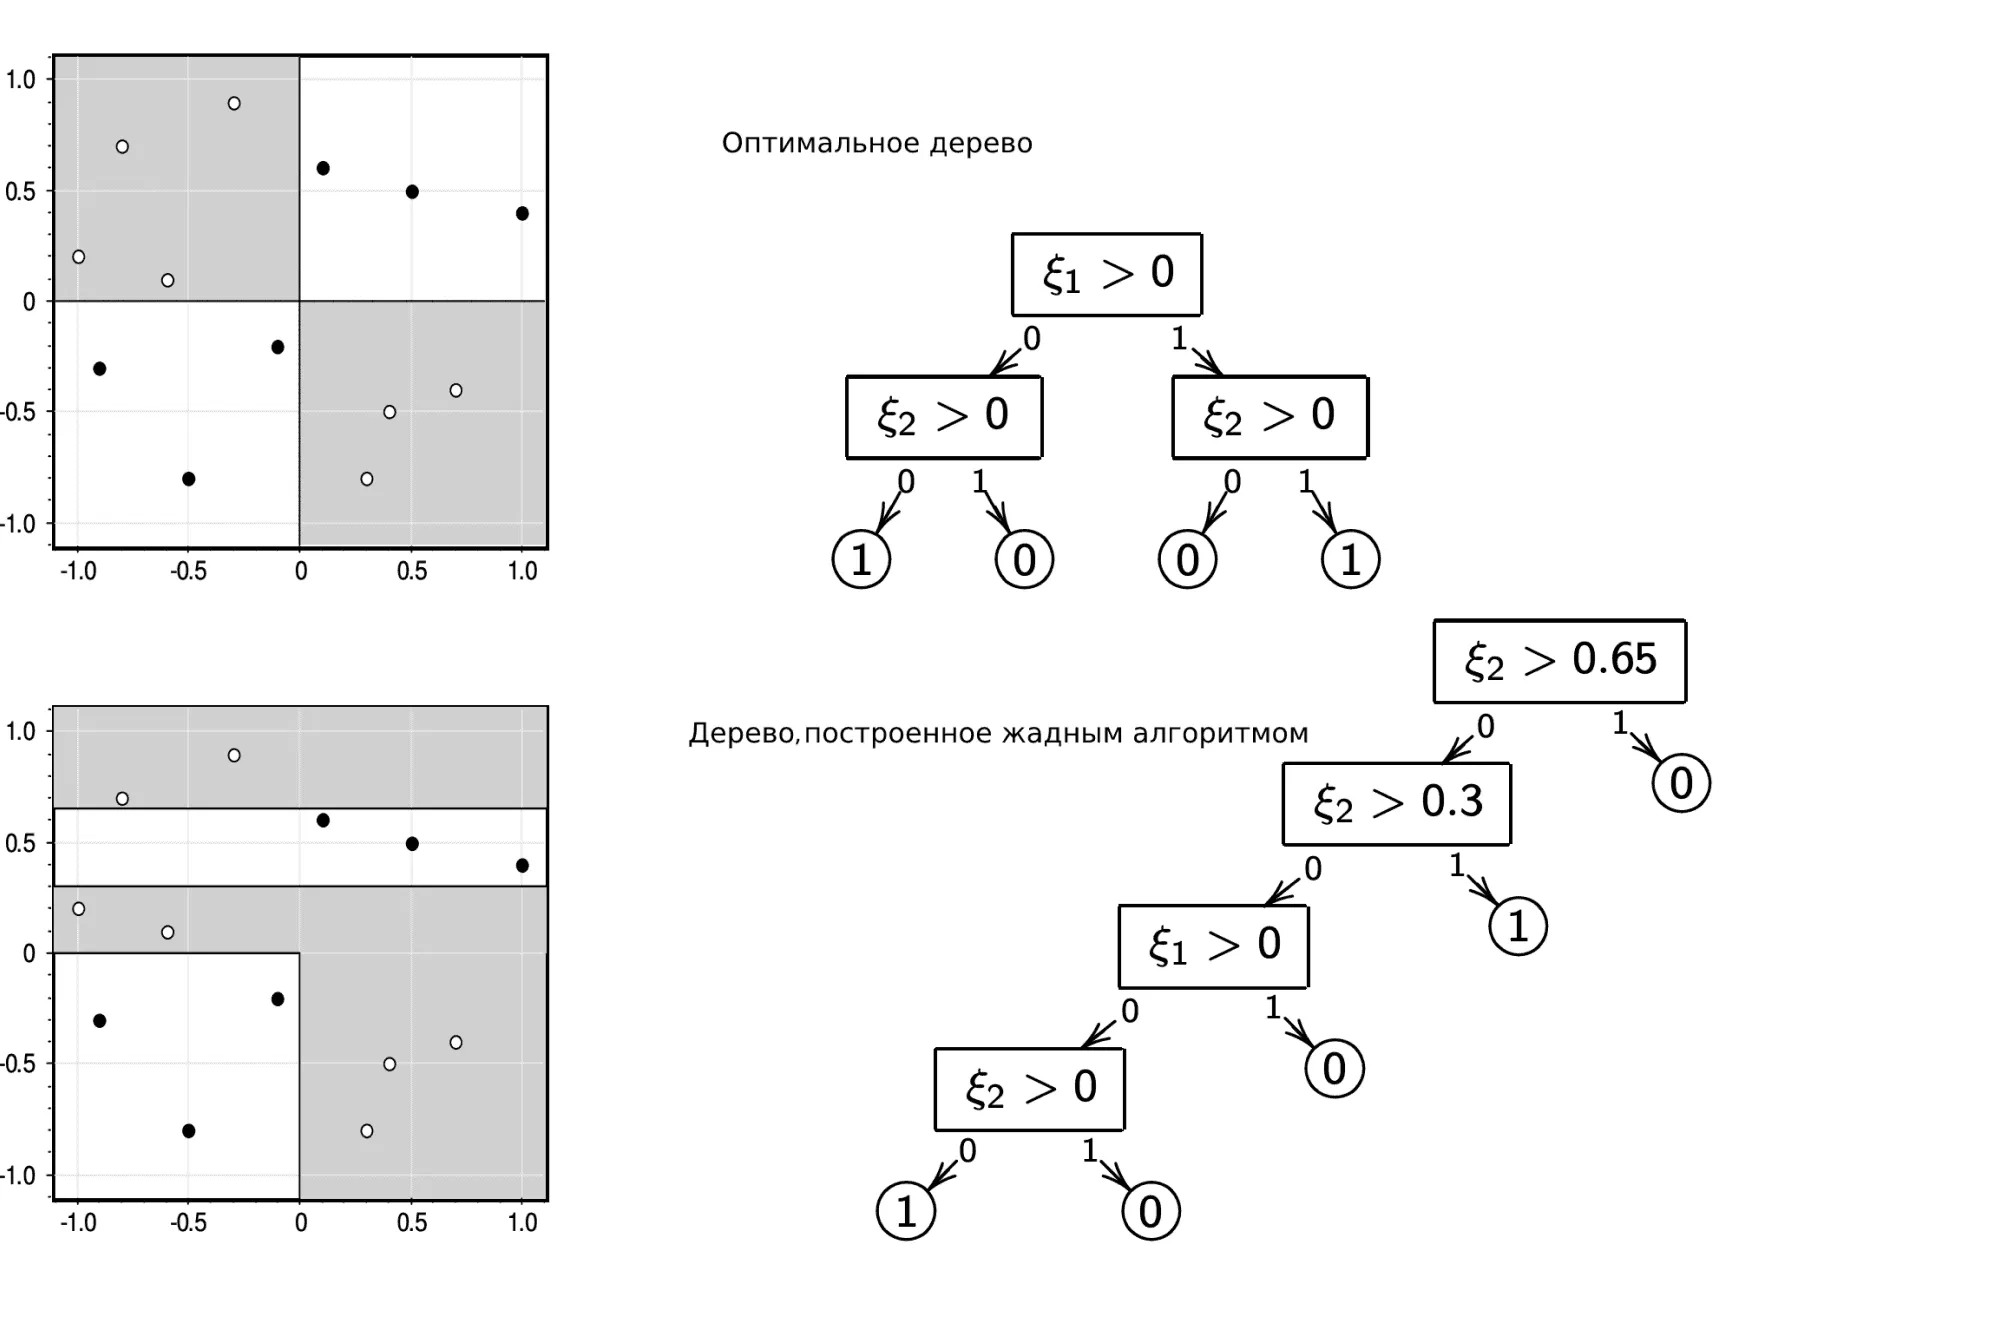 1.0
0.5
0
-0.5
-1.0
-1.0 -0.5 0 0.5 1.0
Оптимальное дерево
ξ1 > 0
0 1
ξ2 > 0 ξ2 > 0
0 1 0 1
1 0 0 1
1.0
0.5
0
-0.5
-1.0
-1.0 -0.5 0 0.5 1.0
Дерево,построенное жадным алгоритмом
ξ2 > 0.65
0 1
ξ2 > 0.3 0
0 1
ξ1 > 0 1
0 1
ξ2 > 0 0
0 1
1 0